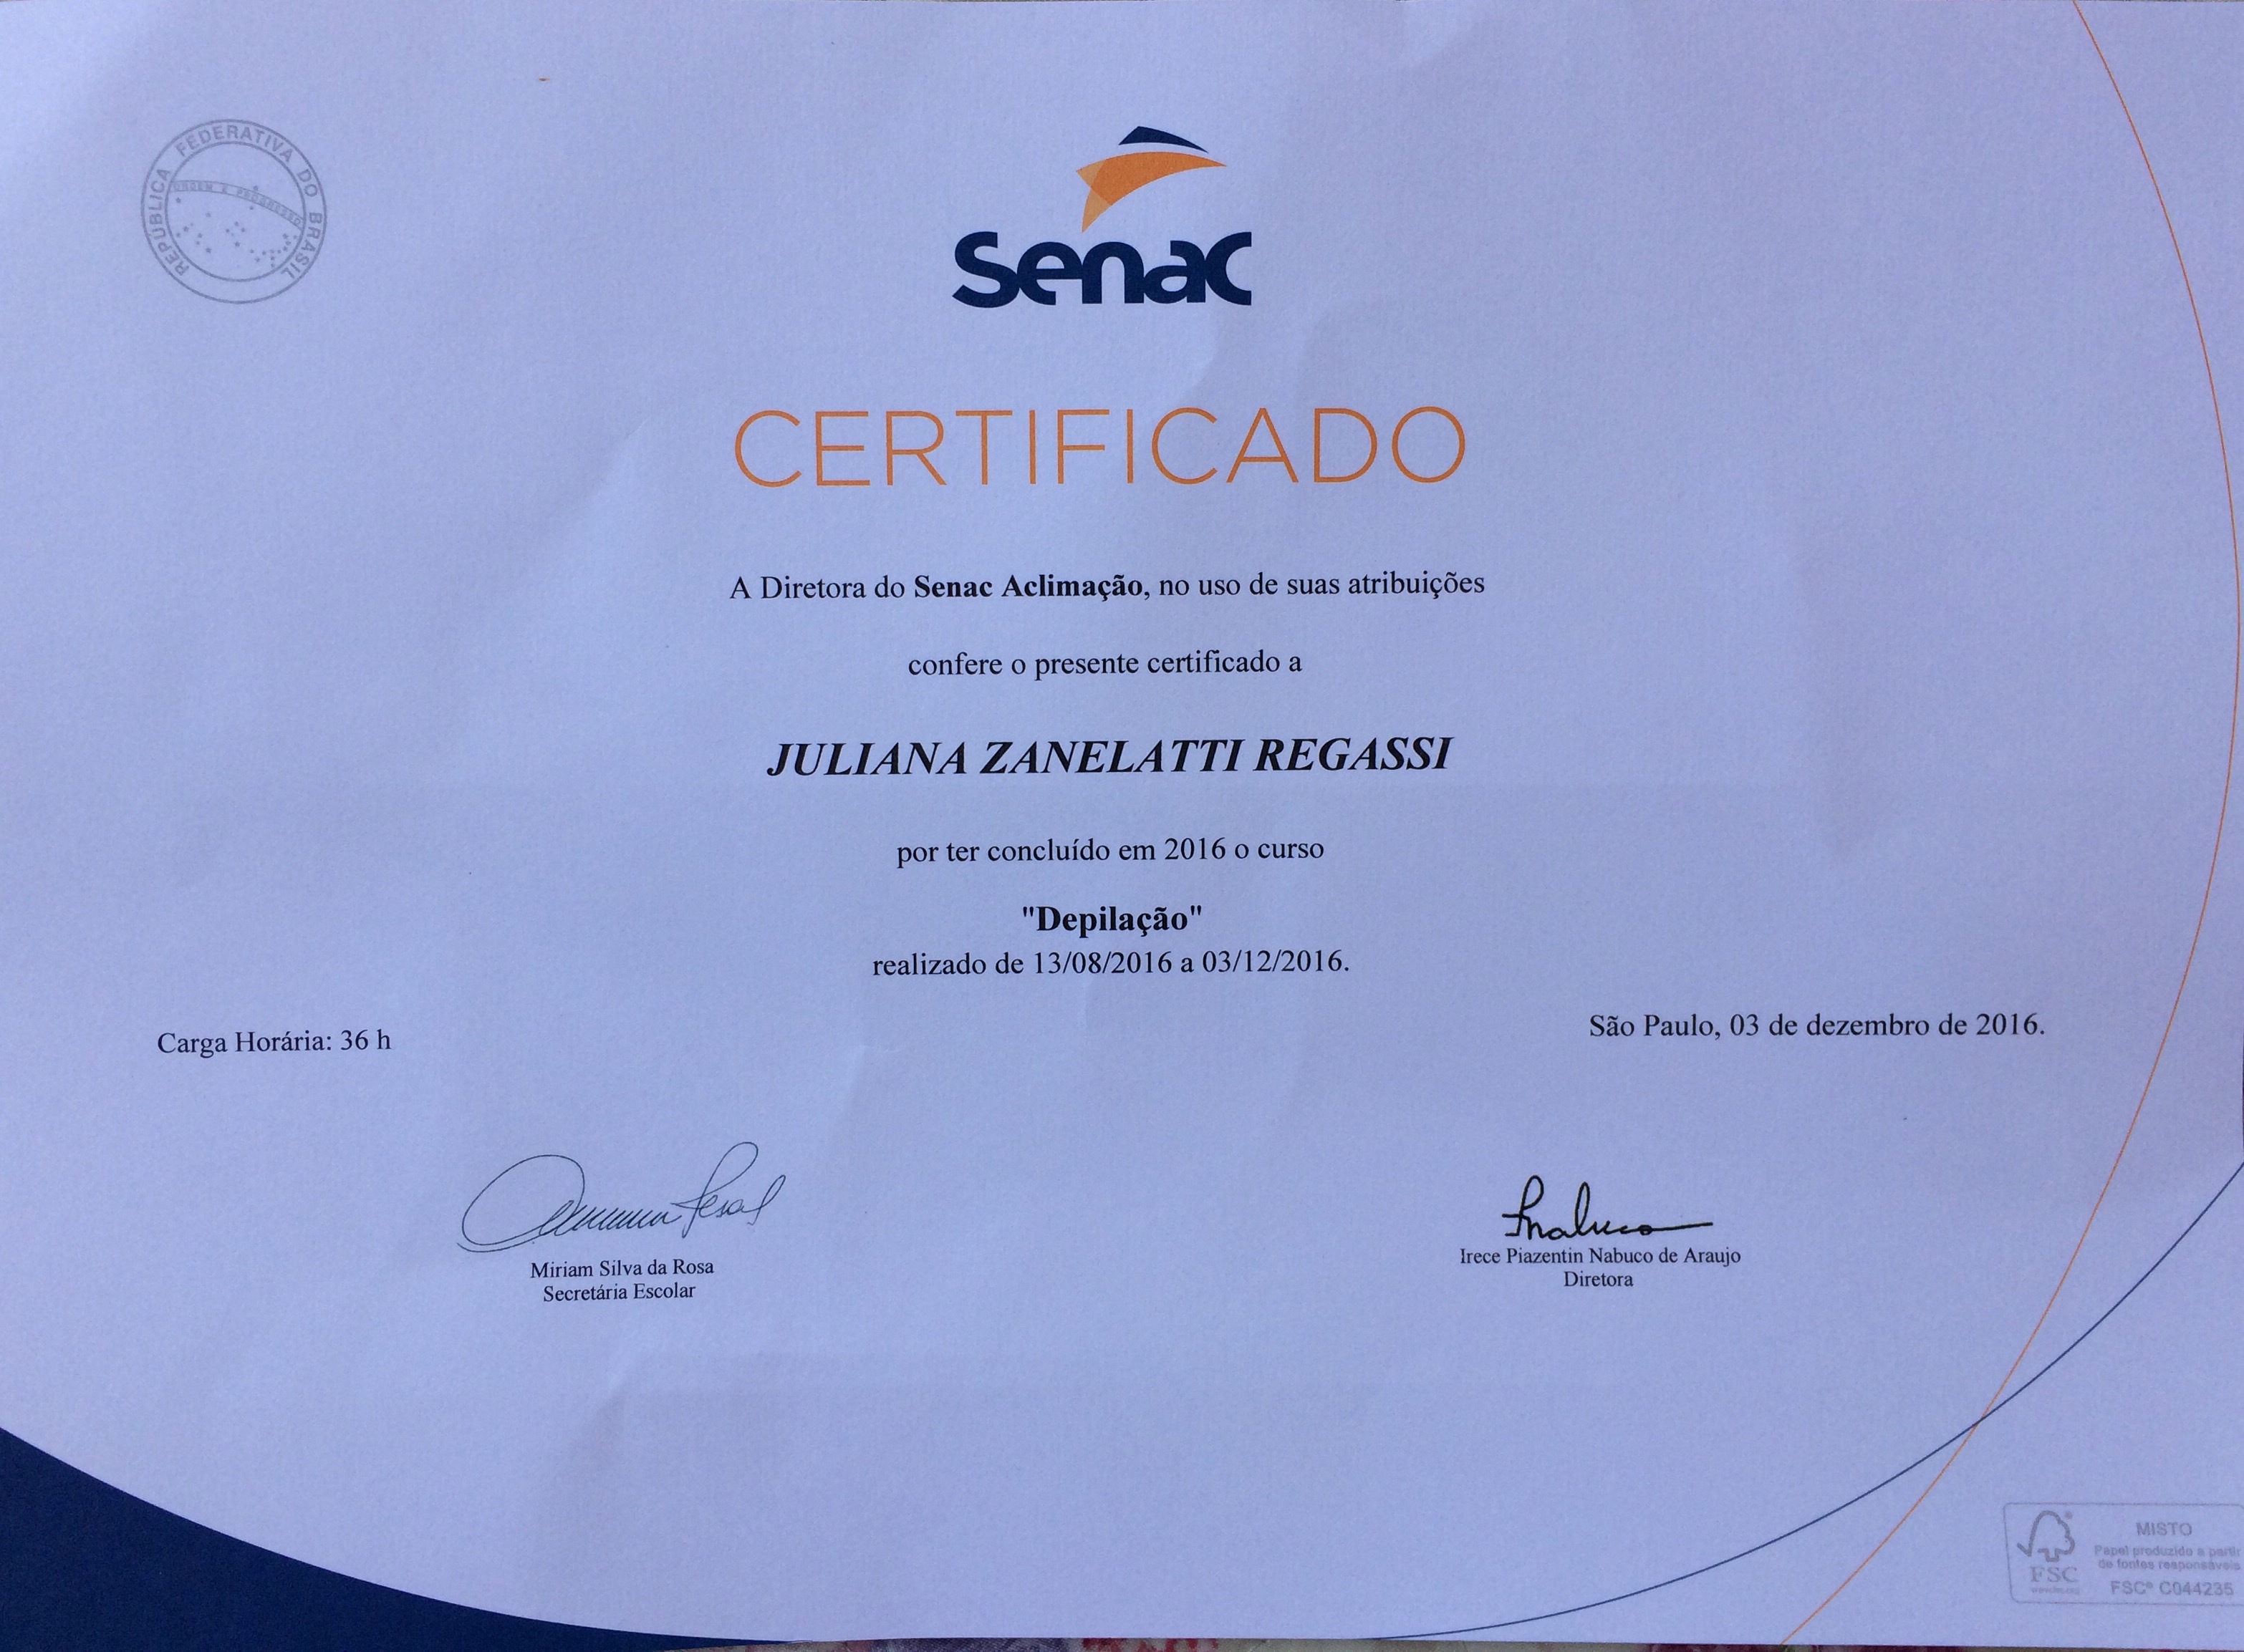 REPÚBLICA FEDERATIVA DO BRASIL
ORDEM E PROGRESSO
Senac
CERTIFICADO
A Diretora do Senac Aclimação, no uso de suas atribuições
confere o presente certificado a
JULIANA ZANELATTI REGASSI
por ter concluído em 2016 o curso
"Depilação"
realizado de 13/08/2016 a 03/12/2016.
Carga Horária: 36 h
São Paulo, 03 de dezembro de 2016.
Miriam Silva da Rosa
Secretária Escolar
Irece Piazentin Nabuco de Araujo
Diretora
MISTO
Papel produzido a partir
de fontes responsáveis
FSC
FSC® C044235